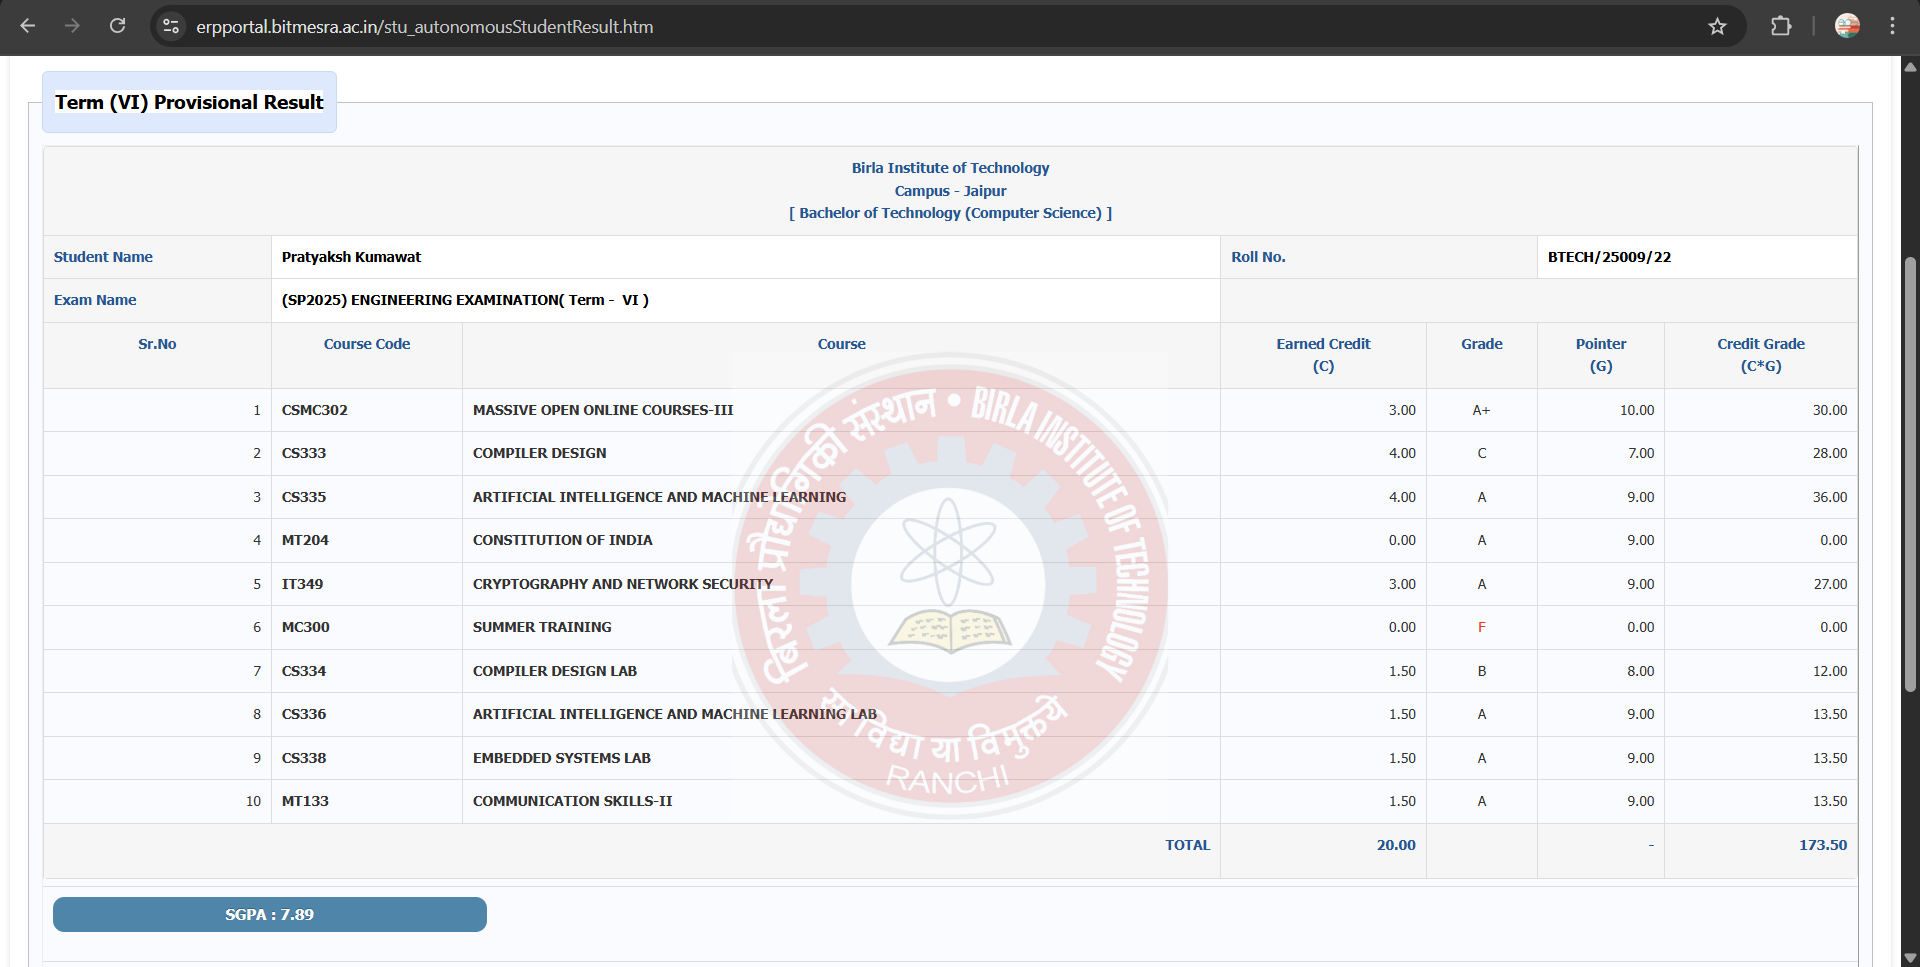 erpportal.bitmesra.ac.in/stu_autonomousStudentResult.htm
Term (VI) Provisional Result
Birla Institute of Technology
Campus - Jaipur
[ Bachelor of Technology (Computer Science) ]
Student Name Pratyaksh Kumawat Roll No. BTECH/25009/22
Exam Name (SP2025) ENGINEERING EXAMINATION( Term - VI )
Sr.No Course Code Course Earned Credit (C) Grade Pointer (G) Credit Grade (C*G)
1 CSMC302 MASSIVE OPEN ONLINE COURSES-III 3.00 A+ 10.00 30.00
2 CS333 COMPILER DESIGN 4.00 C 7.00 28.00
3 CS335 ARTIFICIAL INTELLIGENCE AND MACHINE LEARNING 4.00 A 9.00 36.00
4 MT204 CONSTITUTION OF INDIA 0.00 A 9.00 0.00
5 IT349 CRYPTOGRAPHY AND NETWORK SECURITY 3.00 A 9.00 27.00
6 MC300 SUMMER TRAINING 0.00 F 0.00 0.00
7 CS334 COMPILER DESIGN LAB 1.50 B 8.00 12.00
8 CS336 ARTIFICIAL INTELLIGENCE AND MACHINE LEARNING LAB 1.50 A 9.00 13.50
9 CS338 EMBEDDED SYSTEMS LAB 1.50 A 9.00 13.50
10 MT133 COMMUNICATION SKILLS-II 1.50 A 9.00 13.50
TOTAL 20.00 - 173.50
SGPA : 7.89
बिरला प्रौद्योगिकी संस्थान • BIRLA INSTITUTE OF TECHNOLOGY
सा विद्या या विमुक्तये
RANCHI